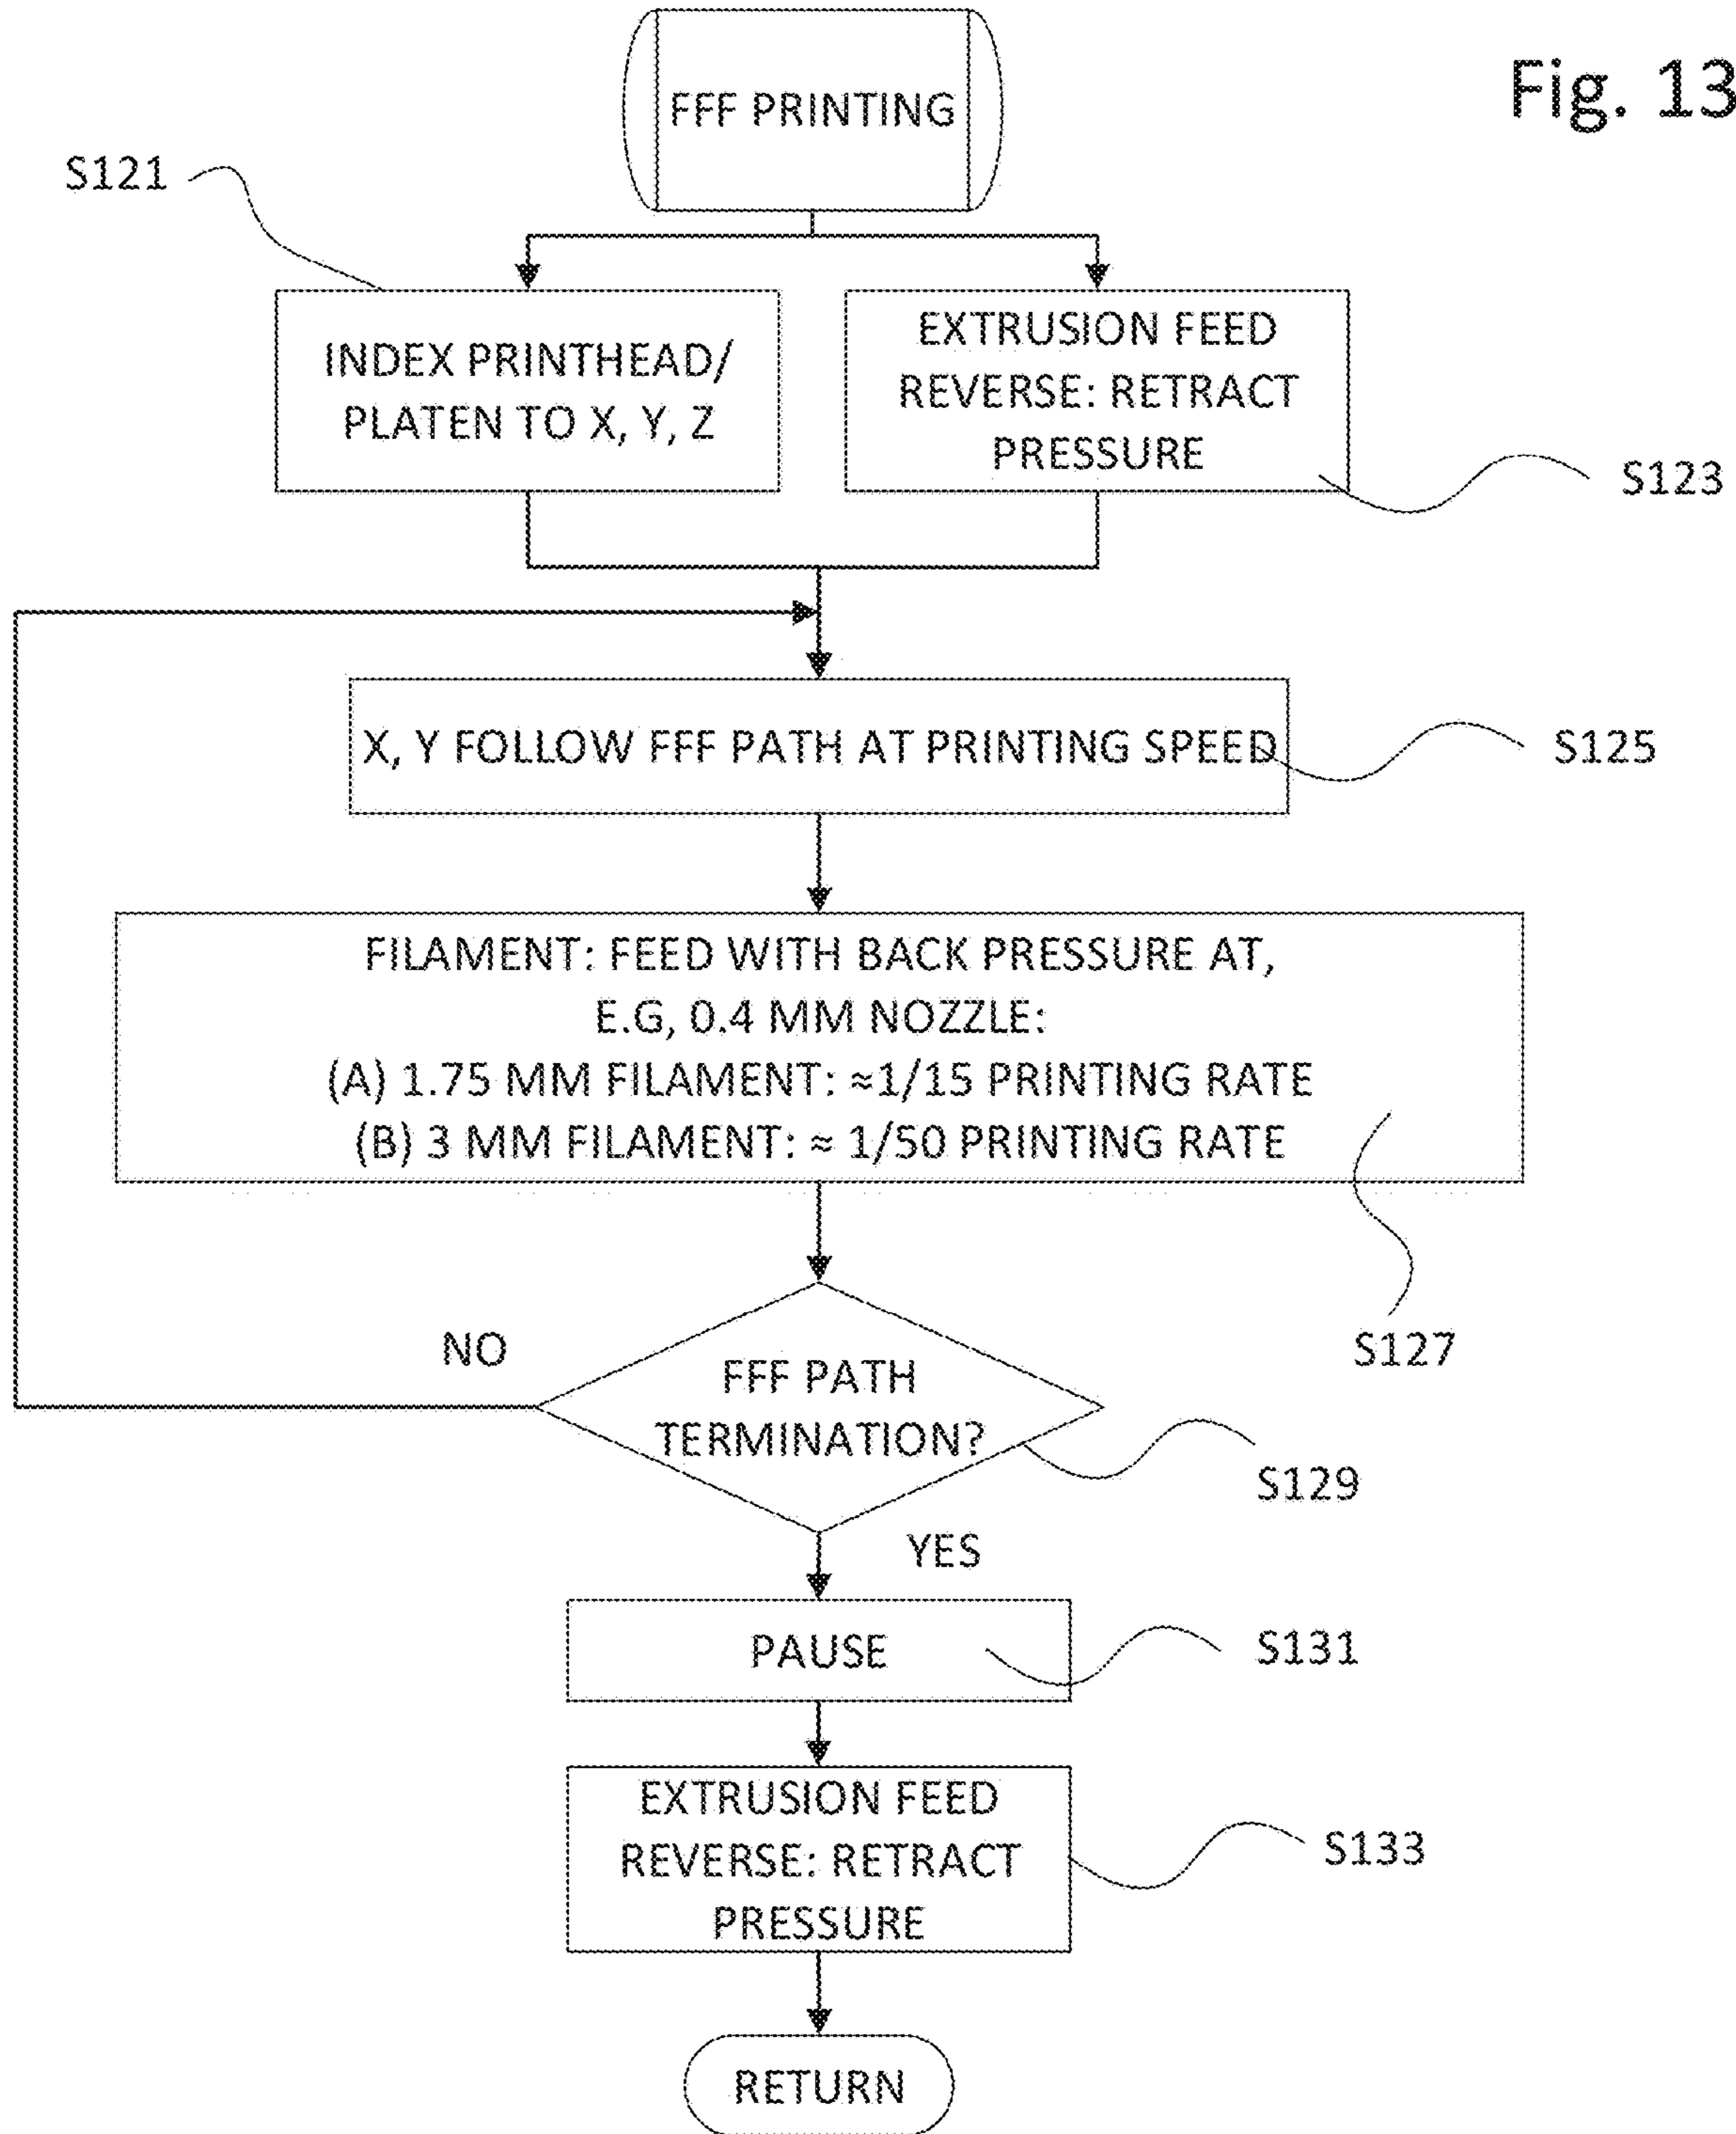 Fig. 13
FFF PRINTING
S121
INDEX PRINTHEAD/
PLATEN TO X, Y, Z
EXTRUSION FEED
REVERSE: RETRACT
PRESSURE
S123
X, Y FOLLOW FFF PATH AT PRINTING SPEED
S125
FILAMENT: FEED WITH BACK PRESSURE AT,
E.G, 0.4 MM NOZZLE:
(A) 1.75 MM FILAMENT: ≈1/15 PRINTING RATE
(B) 3 MM FILAMENT: ≈ 1/50 PRINTING RATE
S127
NO
FFF PATH
TERMINATION?
S129
YES
PAUSE
S131
EXTRUSION FEED
REVERSE: RETRACT
PRESSURE
S133
RETURN